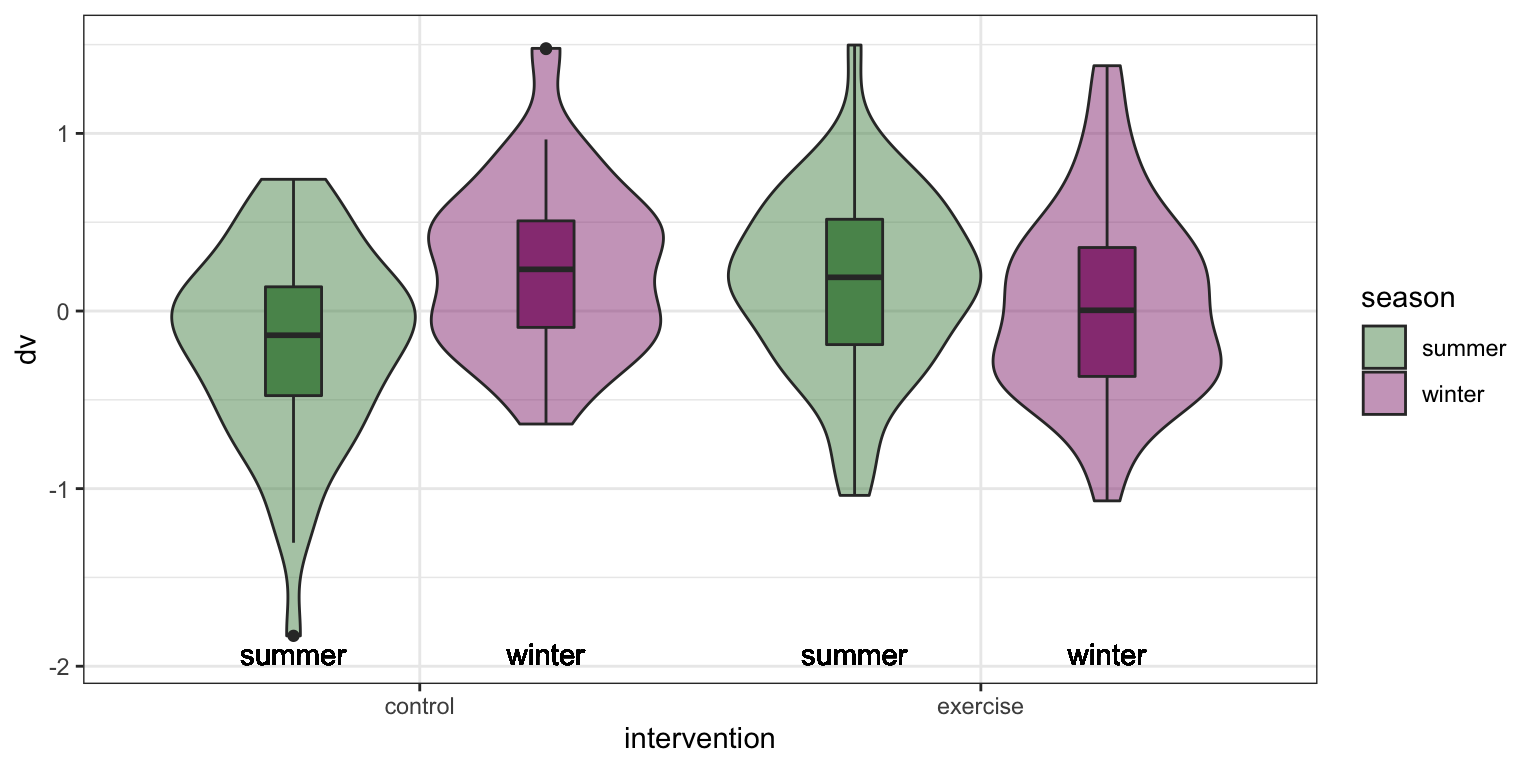 dv
1
0
-1
-2
summer winter summer winter
control exercise
intervention
season
summer
winter